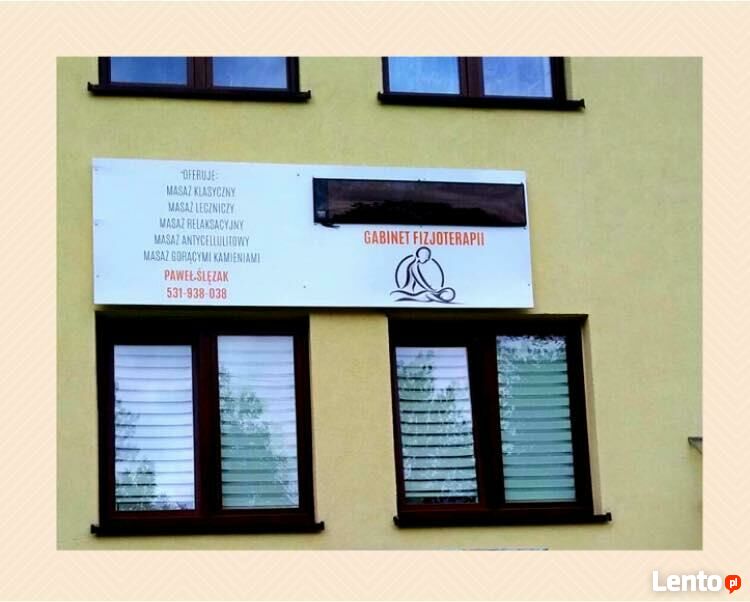 OFERUJE:
MASAŻ KLASYCZNY
MASAŻ LECZNICZY
MASAŻ RELAKSACYJNY
MASAŻ ANTYCELLULITOWY
MASAŻ GORĄCYMI KAMIENIAMI
PAWEŁ ŚLĘZAK
531-938-038
GABINET FIZJOTERAPII
Lento.pl